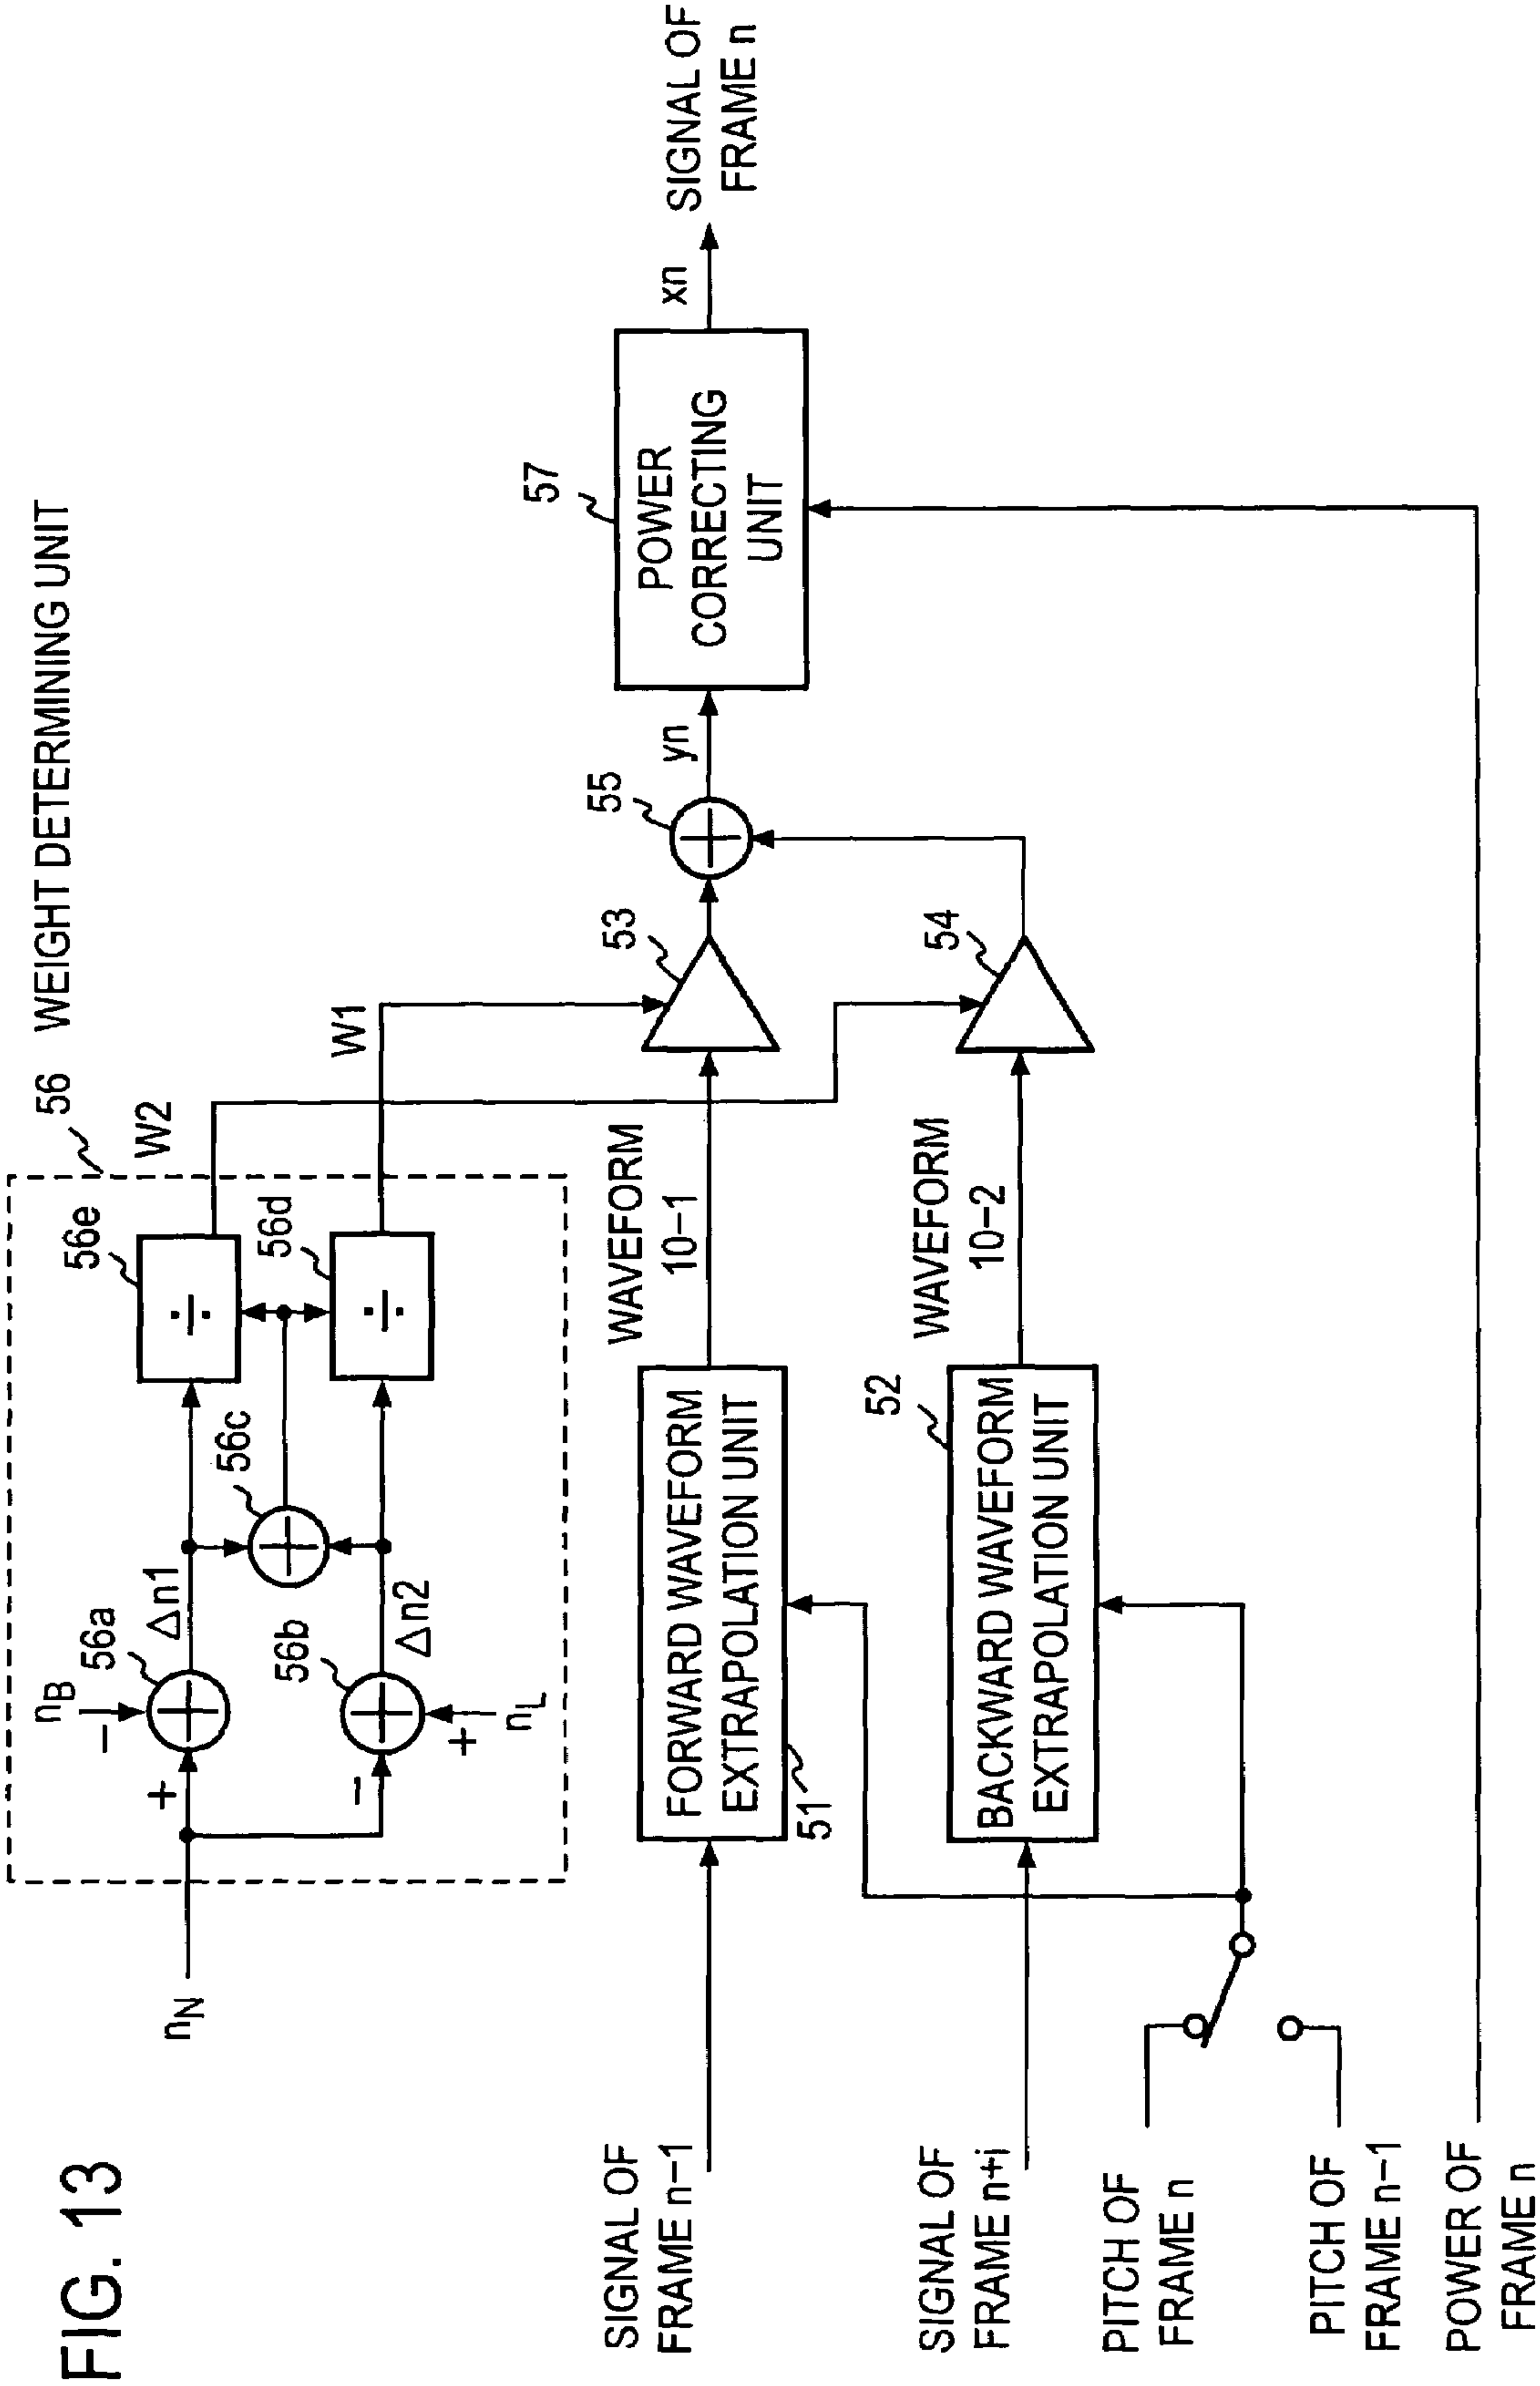 FIG. 13
56 WEIGHT DETERMINING UNIT
nN
+
−
nB
56a
Δn1
−
+
nL
56b
Δn2
56c
56e
÷
56d
÷
W2
W1
SIGNAL OF
FRAME n−1
FORWARD WAVEFORM
EXTRAPOLATION UNIT
51
WAVEFORM
10−1
53
55
yn
57
POWER
CORRECTING
UNIT
xn
SIGNAL OF
FRAME n
SIGNAL OF
FRAME n+i
52
BACKWARD WAVEFORM
EXTRAPOLATION UNIT
WAVEFORM
10−2
54
PITCH OF
FRAME n
PITCH OF
FRAME n−1
POWER OF
FRAME n